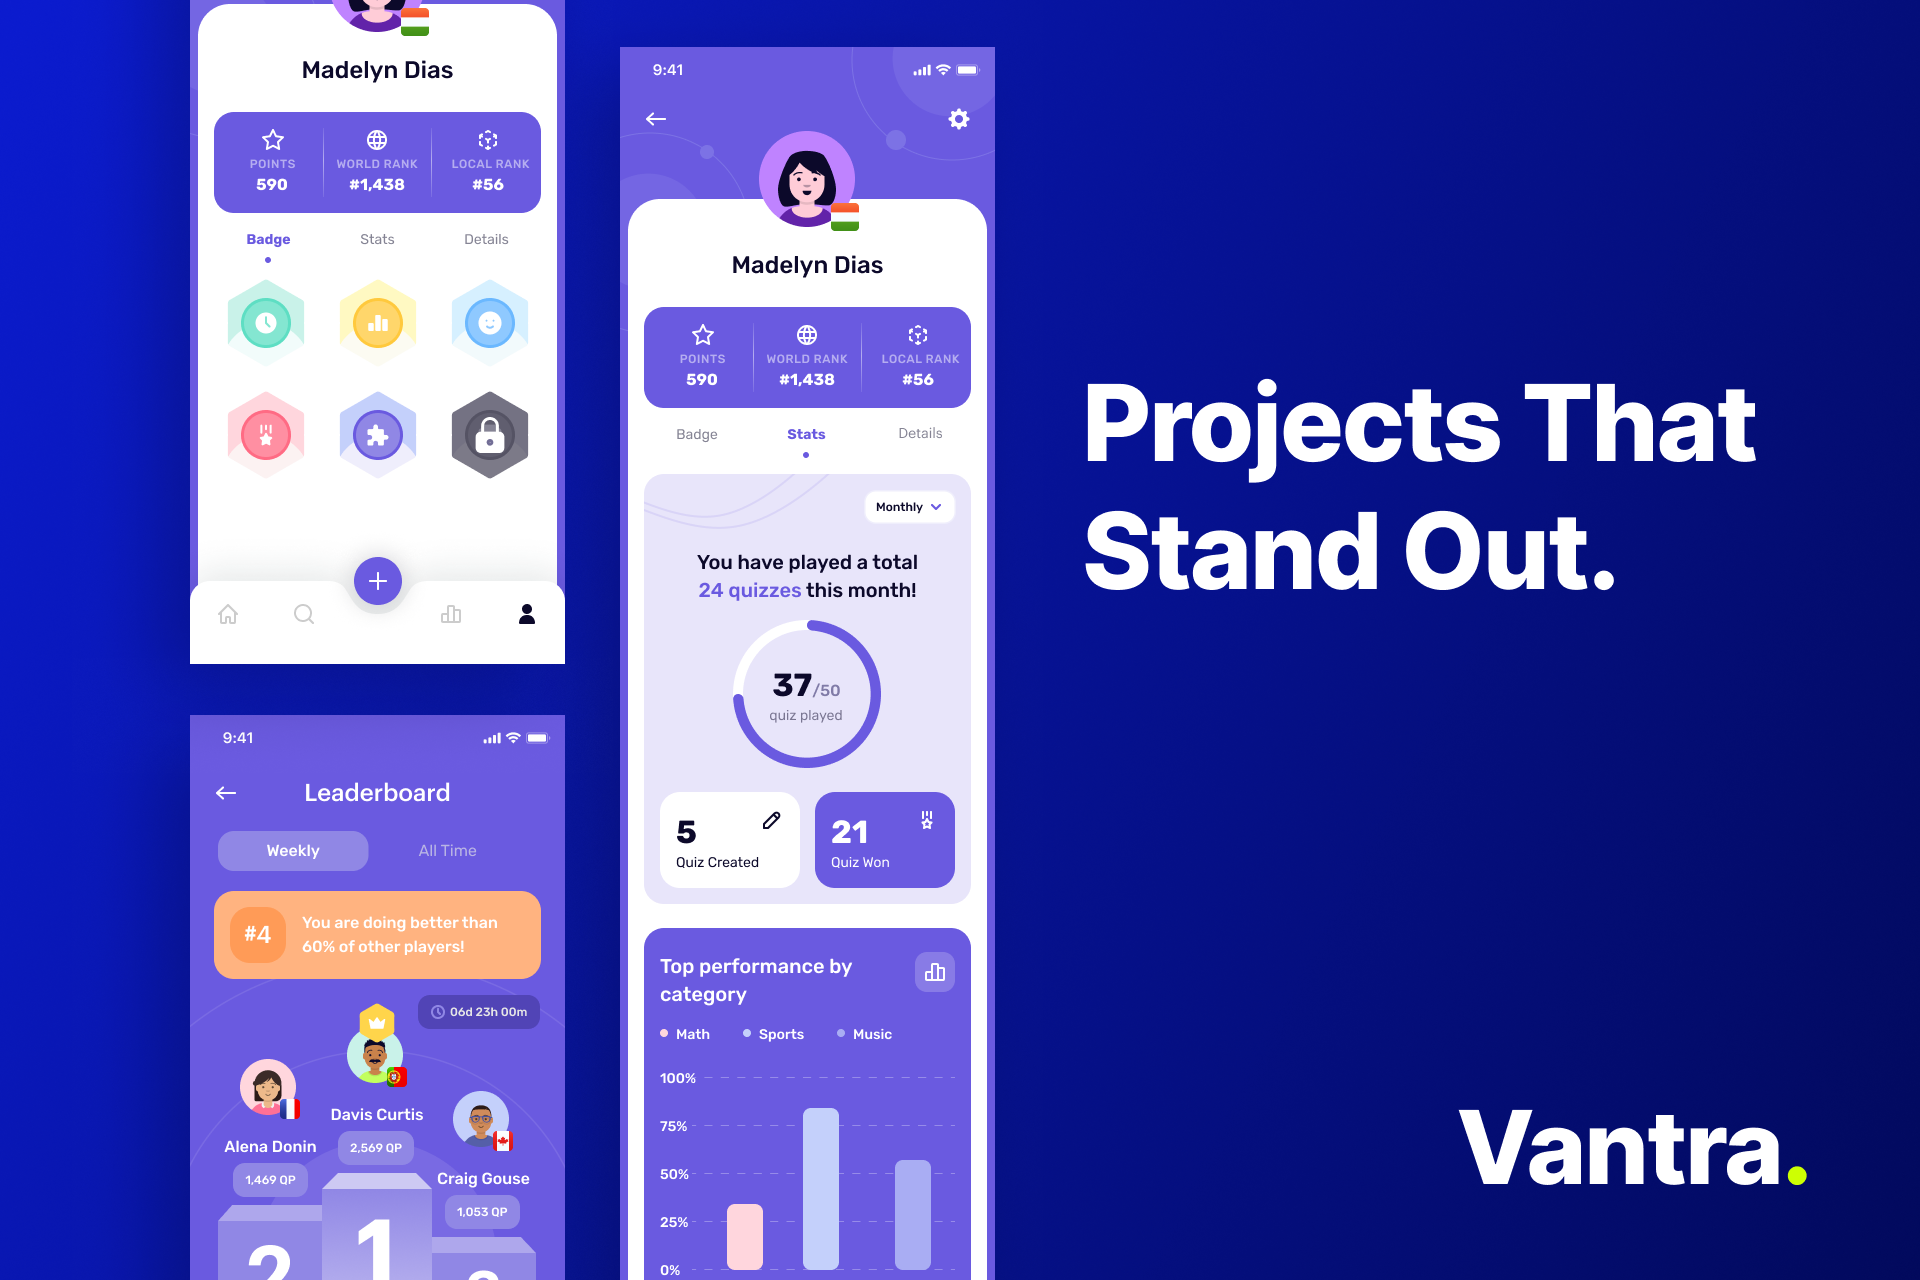 Madelyn Dias
POINTS WORLD RANK LOCAL RANK
590 #1,438 #56
Badge Stats Details
9:41
Leaderboard
Weekly All Time
#4
You are doing better than
60% of other players!
06d 23h 00m
Davis Curtis
2,569 QP
Alena Donin
1,469 QP
Craig Gouse
1,053 QP
1
2
9:41
Madelyn Dias
POINTS WORLD RANK LOCAL RANK
590 #1,438 #56
Badge Stats Details
Monthly
You have played a total
24 quizzes this month!
37/50
quiz played
5
Quiz Created
21
Quiz Won
Top performance by
category
Math Sports Music
100%
75%
50%
25%
0%
Projects That
Stand Out.
Vantra.